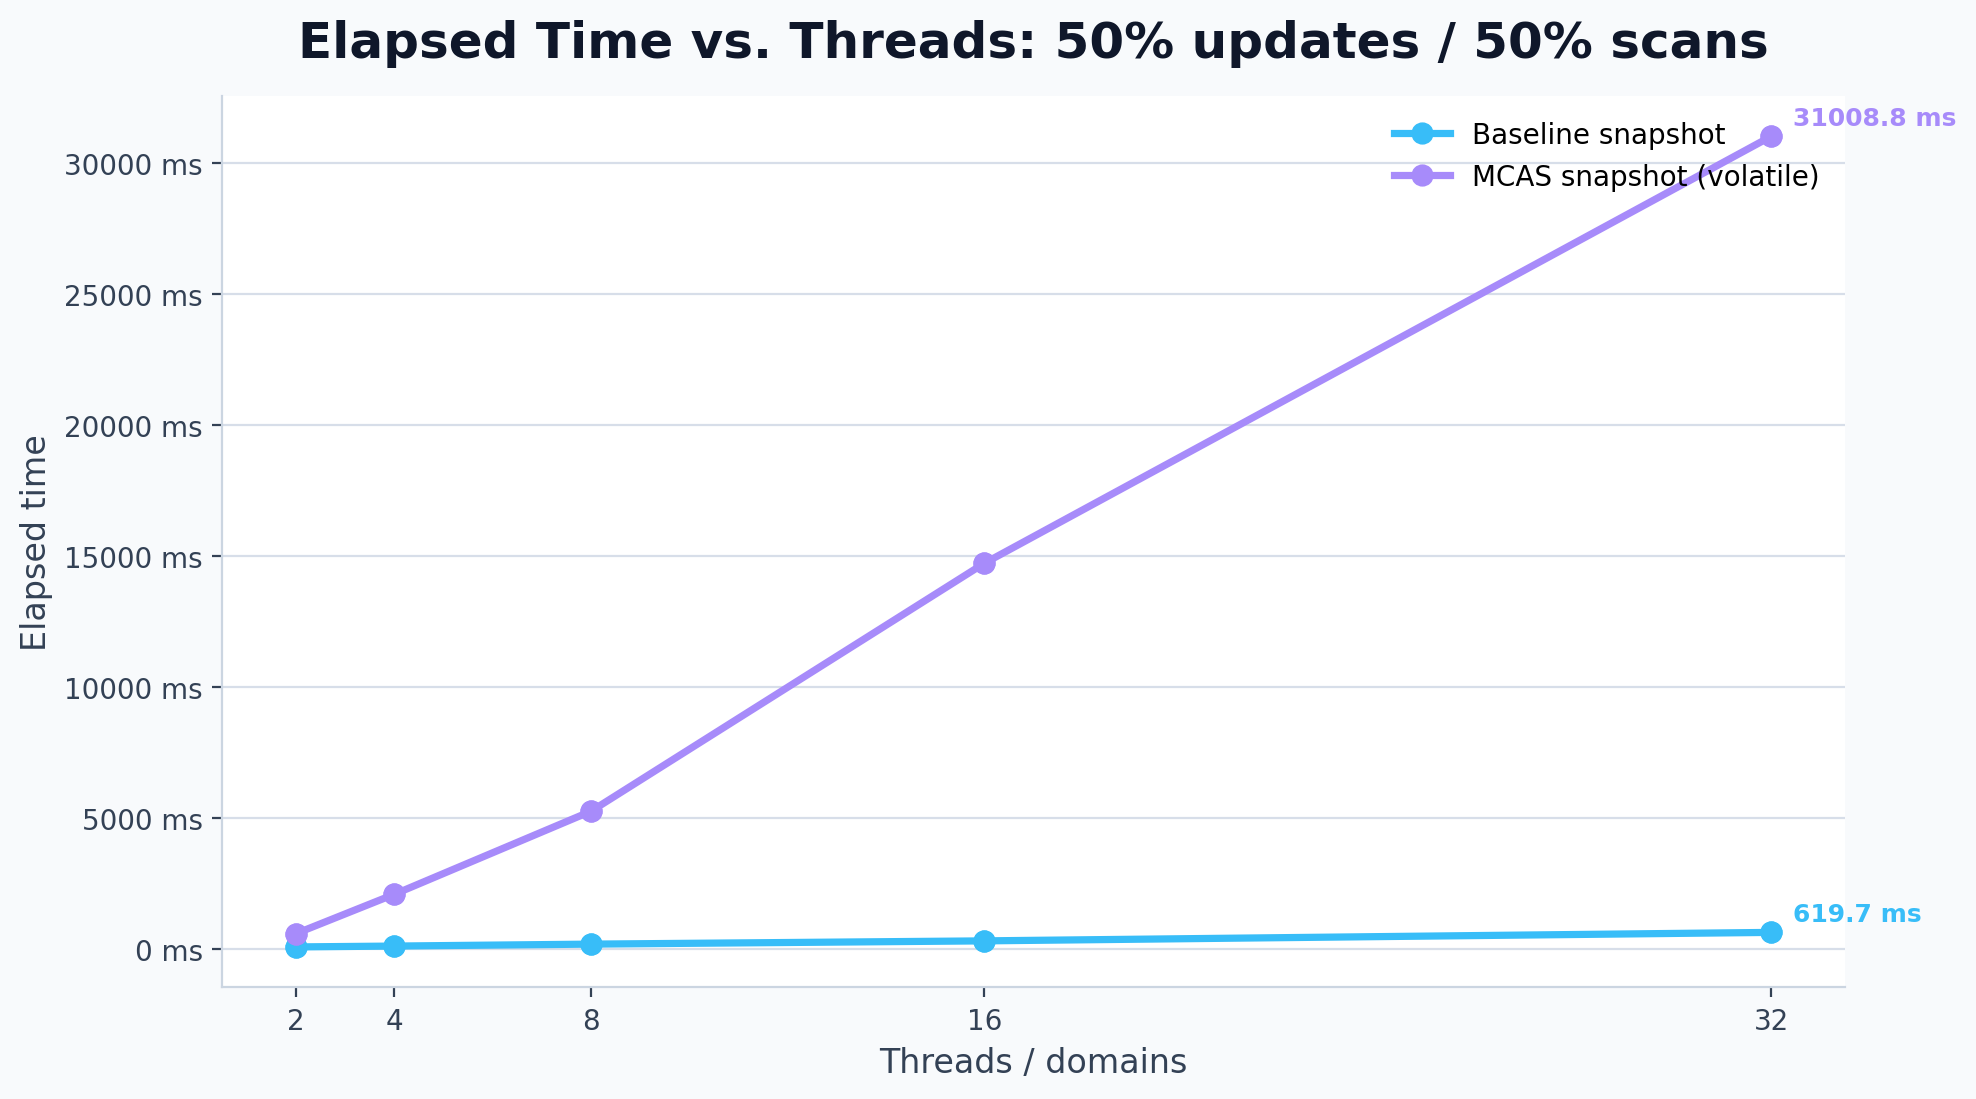 Elapsed Time vs. Threads: 50% updates / 50% scans
31008.8 ms
Baseline snapshot
MCAS snapshot (volatile)
30000 ms
25000 ms
20000 ms
15000 ms
10000 ms
5000 ms
0 ms
Elapsed time
619.7 ms
2 4 8 16 32
Threads / domains